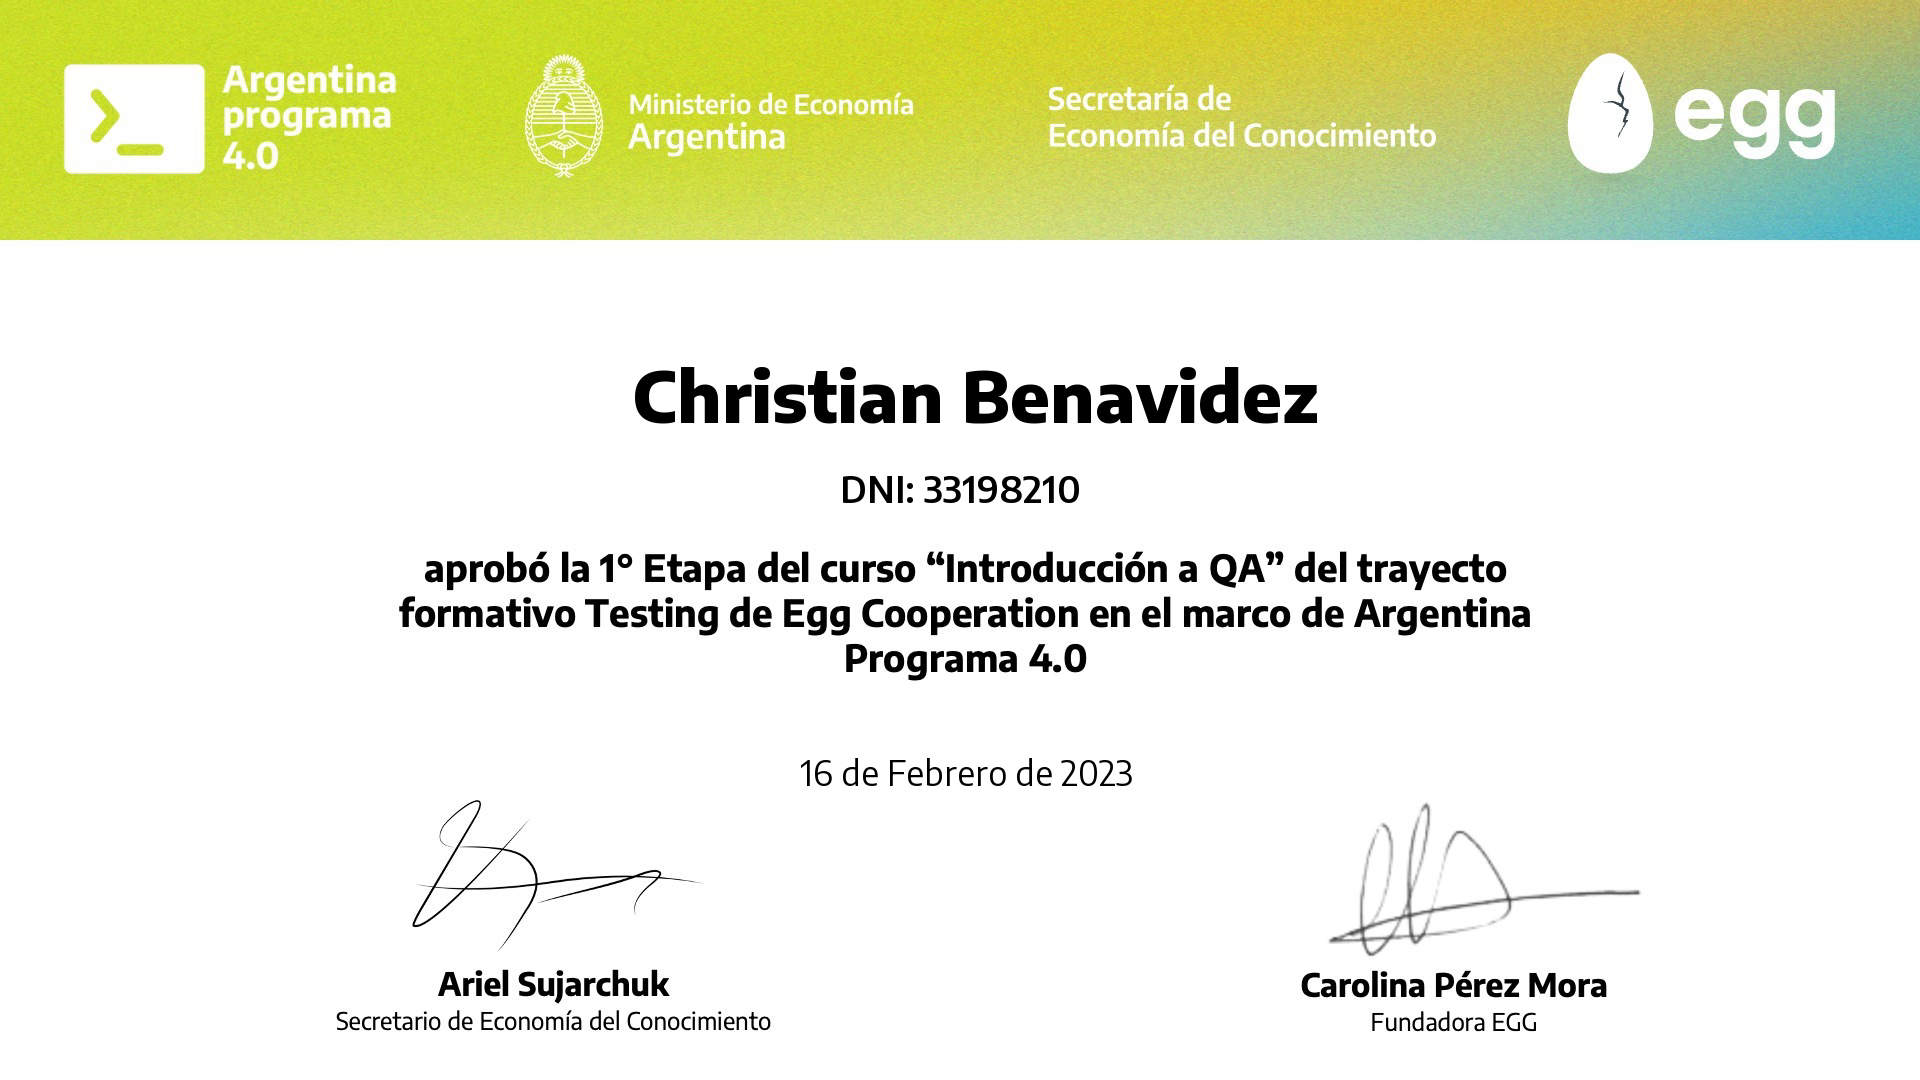 Argentina
programa
4.0
Ministerio de Economía
Argentina
Secretaría de
Economía del Conocimiento
egg
Christian Benavidez
DNI: 33198210
aprobó la 1° Etapa del curso “Introducción a QA” del trayecto
formativo Testing de Egg Cooperation en el marco de Argentina
Programa 4.0
16 de Febrero de 2023
Ariel Sujarchuk
Secretario de Economía del Conocimiento
Carolina Pérez Mora
Fundadora EGG